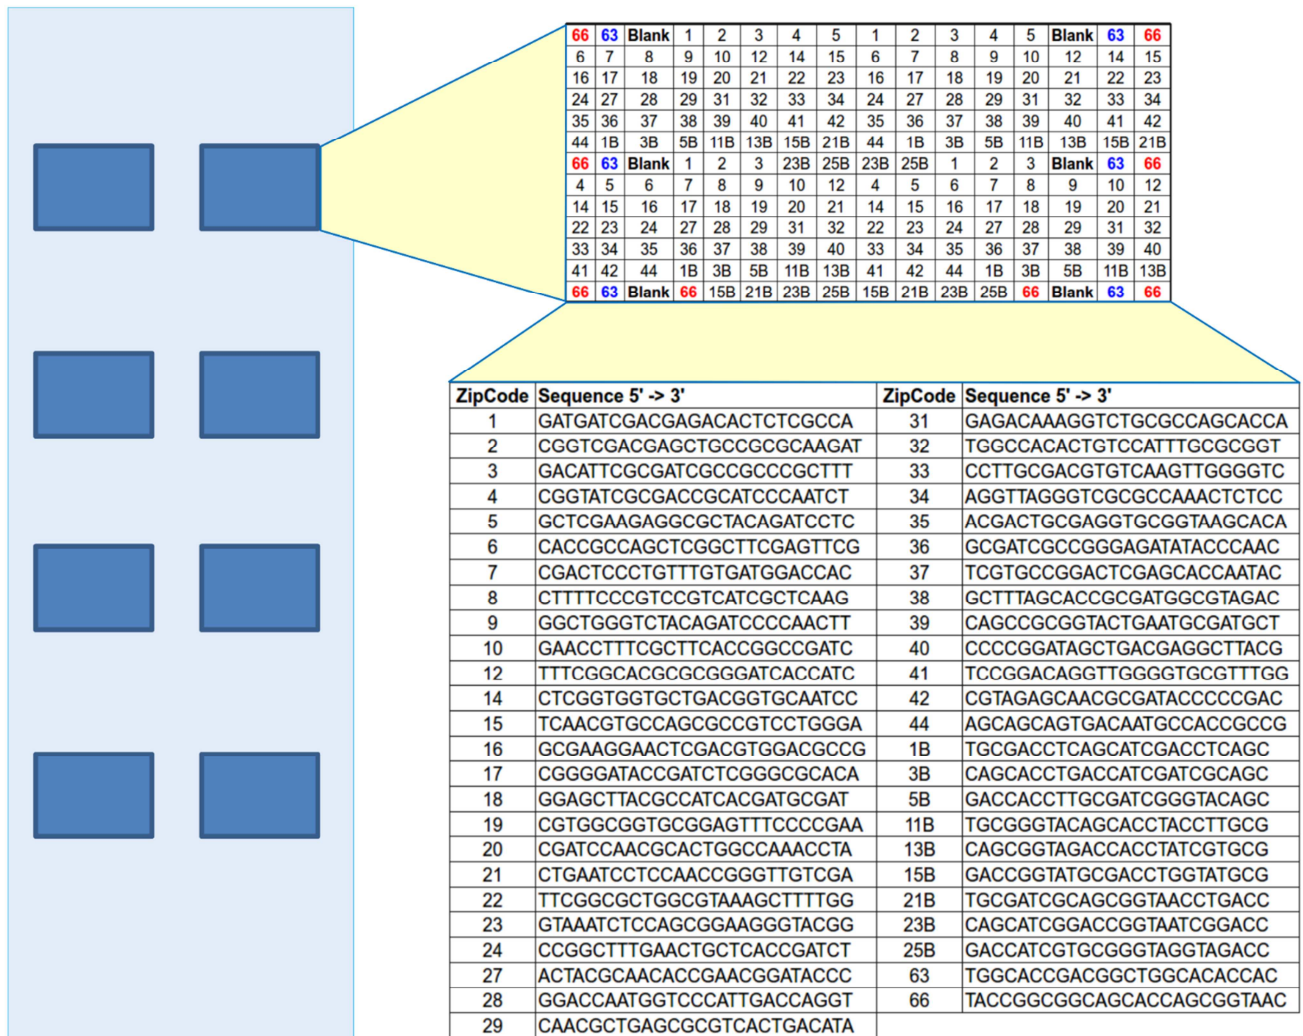 66 63 Blank 1 2 3 4 5 1 2 3 4 5 Blank 63 66
6 7 8 9 10 12 14 15 6 7 8 9 10 12 14 15
16 17 18 19 20 21 22 23 16 17 18 19 20 21 22 23
24 27 28 29 31 32 33 34 24 27 28 29 31 32 33 34
35 36 37 38 39 40 41 42 35 36 37 38 39 40 41 42
44 1B 3B 5B 11B 13B 15B 21B 44 1B 3B 5B 11B 13B 15B 21B
66 63 Blank 1 2 3 23B 25B 23B 25B 1 2 3 Blank 63 66
4 5 6 7 8 9 10 12 4 5 6 7 8 9 10 12
14 15 16 17 18 19 20 21 14 15 16 17 18 19 20 21
22 23 24 27 28 29 31 32 22 23 24 27 28 29 31 32
33 34 35 36 37 38 39 40 33 34 35 36 37 38 39 40
41 42 44 1B 3B 5B 11B 13B 41 42 44 1B 3B 5B 11B 13B
66 63 Blank 66 15B 21B 23B 25B 15B 21B 23B 25B 66 Blank 63 66
ZipCode Sequence 5' -> 3' ZipCode Sequence 5' -> 3'
1 GATGATCGACGAGACACTCTCGCCA 31 GAGACAAAGGTCTGCGCCAGCACCA
2 CGGTCGACGAGCTGCCGCGCAAGAT 32 TGGCCACACTGTCCATTTGCGCGGT
3 GACATTCGCGATCGCCGCCCGCTTT 33 CCTTGCGACGTGTCAAGTTGGGGTC
4 CGGTATCGCGACCGCATCCCAATCT 34 AGGTTAGGGTCGCGCCAAACTCTCC
5 GCTCGAAGAGGCGCTACAGATCCTC 35 ACGACTGCGAGGTGCGGTAAGCACA
6 CACCGCCAGCTCGGCTTCGAGTTCG 36 GCGATCGCCGGGAGATATACCCAAC
7 CGACTCCCTGTTTGTGATGGACCAC 37 TCGTGCCGGACTCGAGCACCAATAC
8 CTTTTCCCGTCCGTCATCGCTCAAG 38 GCTTTAGCACCGCGATGGCGTAGAC
9 GGCTGGGTCTACAGATCCCCAACTT 39 CAGCCGCGGTACTGAATGCGATGCT
10 GAACCTTTCGCTTCACCGGCCGATC 40 CCCCGGATAGCTGACGAGGCTTACG
12 TTTCGGCACGCGCGGGATCACCATC 41 TCCGGACAGGTTGGGGTGCGTTTGG
14 CTCGGTGGTGCTGACGGTGCAATCC 42 CGTAGAGCAACGCGATACCCCCGAC
15 TCAACGTGCCAGCGCCGTCCTGGGA 44 AGCAGCAGTGACAATGCCACCGCCG
16 GCGAAGGAACTCGACGTGGACGCCG 1B TGCGACCTCAGCATCGACCTCAGC
17 CGGGGATACCGATCTCGGGCGCACA 3B CAGCACCTGACCATCGATCGCAGC
18 GGAGCTTACGCCATCACGATGCGAT 5B GACCACCTTGCGATCGGGTACAGC
19 CGTGGCGGTGCGGAGTTTCCCCGAA 11B TGCGGGTACAGCACCTACCTTGCG
20 CGATCCAACGCACTGGCCAAACCTA 13B CAGCGGTAGACCACCTATCGTGCG
21 CTGAATCCTCCAACCGGGTTGTCGA 15B GACCGGTATGCGACCTGGTATGCG
22 TTCGGCGCTGGCGTAAAGCTTTTGG 21B TGCGATCGCAGCGGTAACCTGACC
23 GTAAATCTCCAGCGGAAGGGTACGG 23B CAGCATCGGACCGGTAATCGGACC
24 CCGGCTTTGAACTGCTCACCGATCT 25B GACCATCGTGCGGGTAGGTAGACC
27 ACTACGCAACACCGAACGGATACCC 63 TGGCACCGACGGCTGGCACACCAC
28 GGACCAATGGTCCCATTGACCAGGT 66 TACCGGCGGCAGCACCAGCGGTAAC
29 CAACGCTGAGCGCGTCACTGACATA